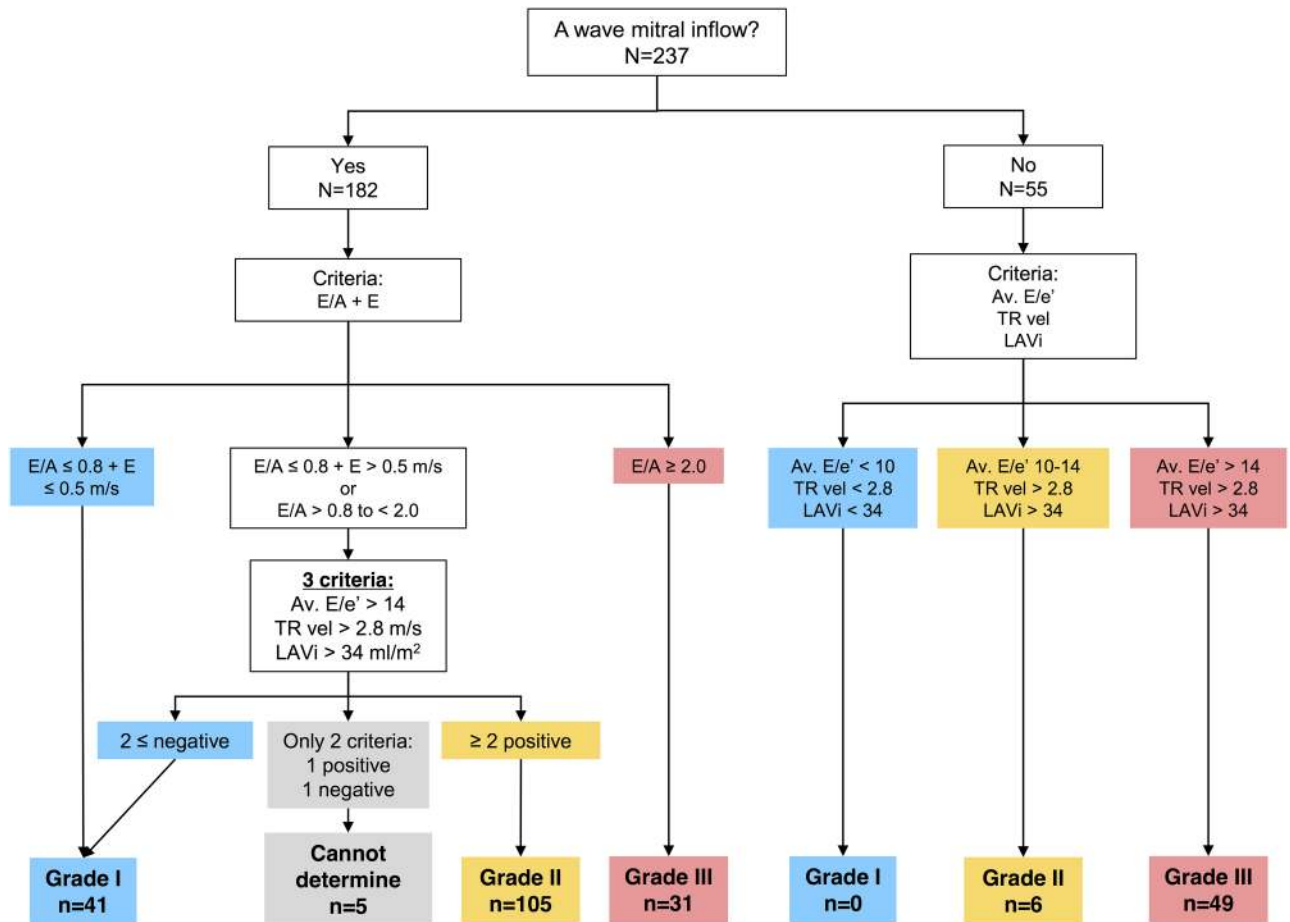 A wave mitral inflow?
N=237
Yes
N=182
No
N=55
Criteria:
E/A + E
Criteria:
Av. E/e’
TR vel
LAVi
E/A ≤ 0.8 + E
≤ 0.5 m/s
E/A ≤ 0.8 + E > 0.5 m/s
or
E/A > 0.8 to < 2.0
E/A ≥ 2.0
Av. E/e’ < 10
TR vel < 2.8
LAVi < 34
Av. E/e’ 10-14
TR vel > 2.8
LAVi > 34
Av. E/e’ > 14
TR vel > 2.8
LAVi > 34
3 criteria:
Av. E/e’ > 14
TR vel > 2.8 m/s
LAVi > 34 ml/m²
2 ≤ negative
Only 2 criteria:
1 positive
1 negative
≥ 2 positive
Grade I
n=41
Cannot
determine
n=5
Grade II
n=105
Grade III
n=31
Grade I
n=0
Grade II
n=6
Grade III
n=49